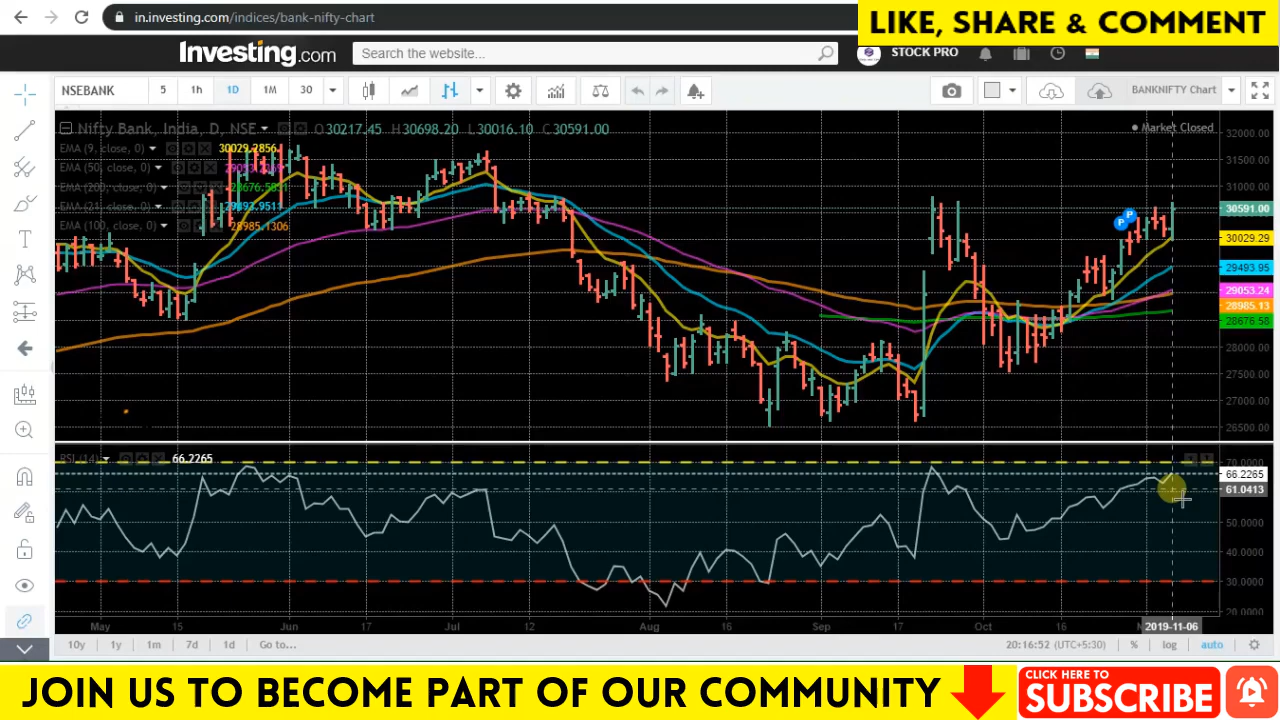 in.investing.com/indices/bank-nifty-chart
LIKE, SHARE & COMMENT
Investing.com
Search the website...
STOCK PRO
NSEBANK
5
1h
1D
1M
30
BANKNIFTY Chart
Nifty Bank, India, D, NSE
O30217.45 H30698.20 L30016.10 C30591.00
Market Closed
EMA (9, close, 0) 30029.2856
EMA (50, close, 0)
EMA (200, close, 0)
EMA (21, close, 0)
EMA (100, close, 0) 28985.1306
32000.00
31500.00
31000.00
30591.00
30029.29
29493.95
29053.24
28985.13
28676.58
28000.00
27500.00
27000.00
26500.00
RSI (14) 66.2265
70.0000
66.2265
61.0413
50.0000
40.0000
30.0000
20.0000
May 15 Jun 17 Jul 12 Aug 16 Sep 17 Oct 16 2019-11-06
10y 1y 1m 7d 1d Go to...
20:16:52 (UTC+5:30) % log auto
JOIN US TO BECOME PART OF OUR COMMUNITY
CLICK HERE TO
SUBSCRIBE